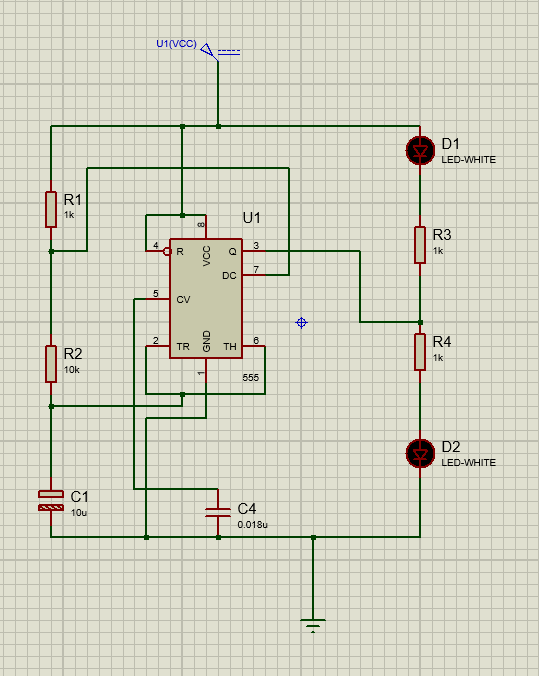 U1(VCC)
D1
LED-WHITE
R1
1k
U1
R3
1k
8
4
R
VCC
Q
3
DC
7
5
CV
R4
1k
R2
10k
2
TR
GND
TH
6
1
555
D2
LED-WHITE
C1
10u
C4
0.018u